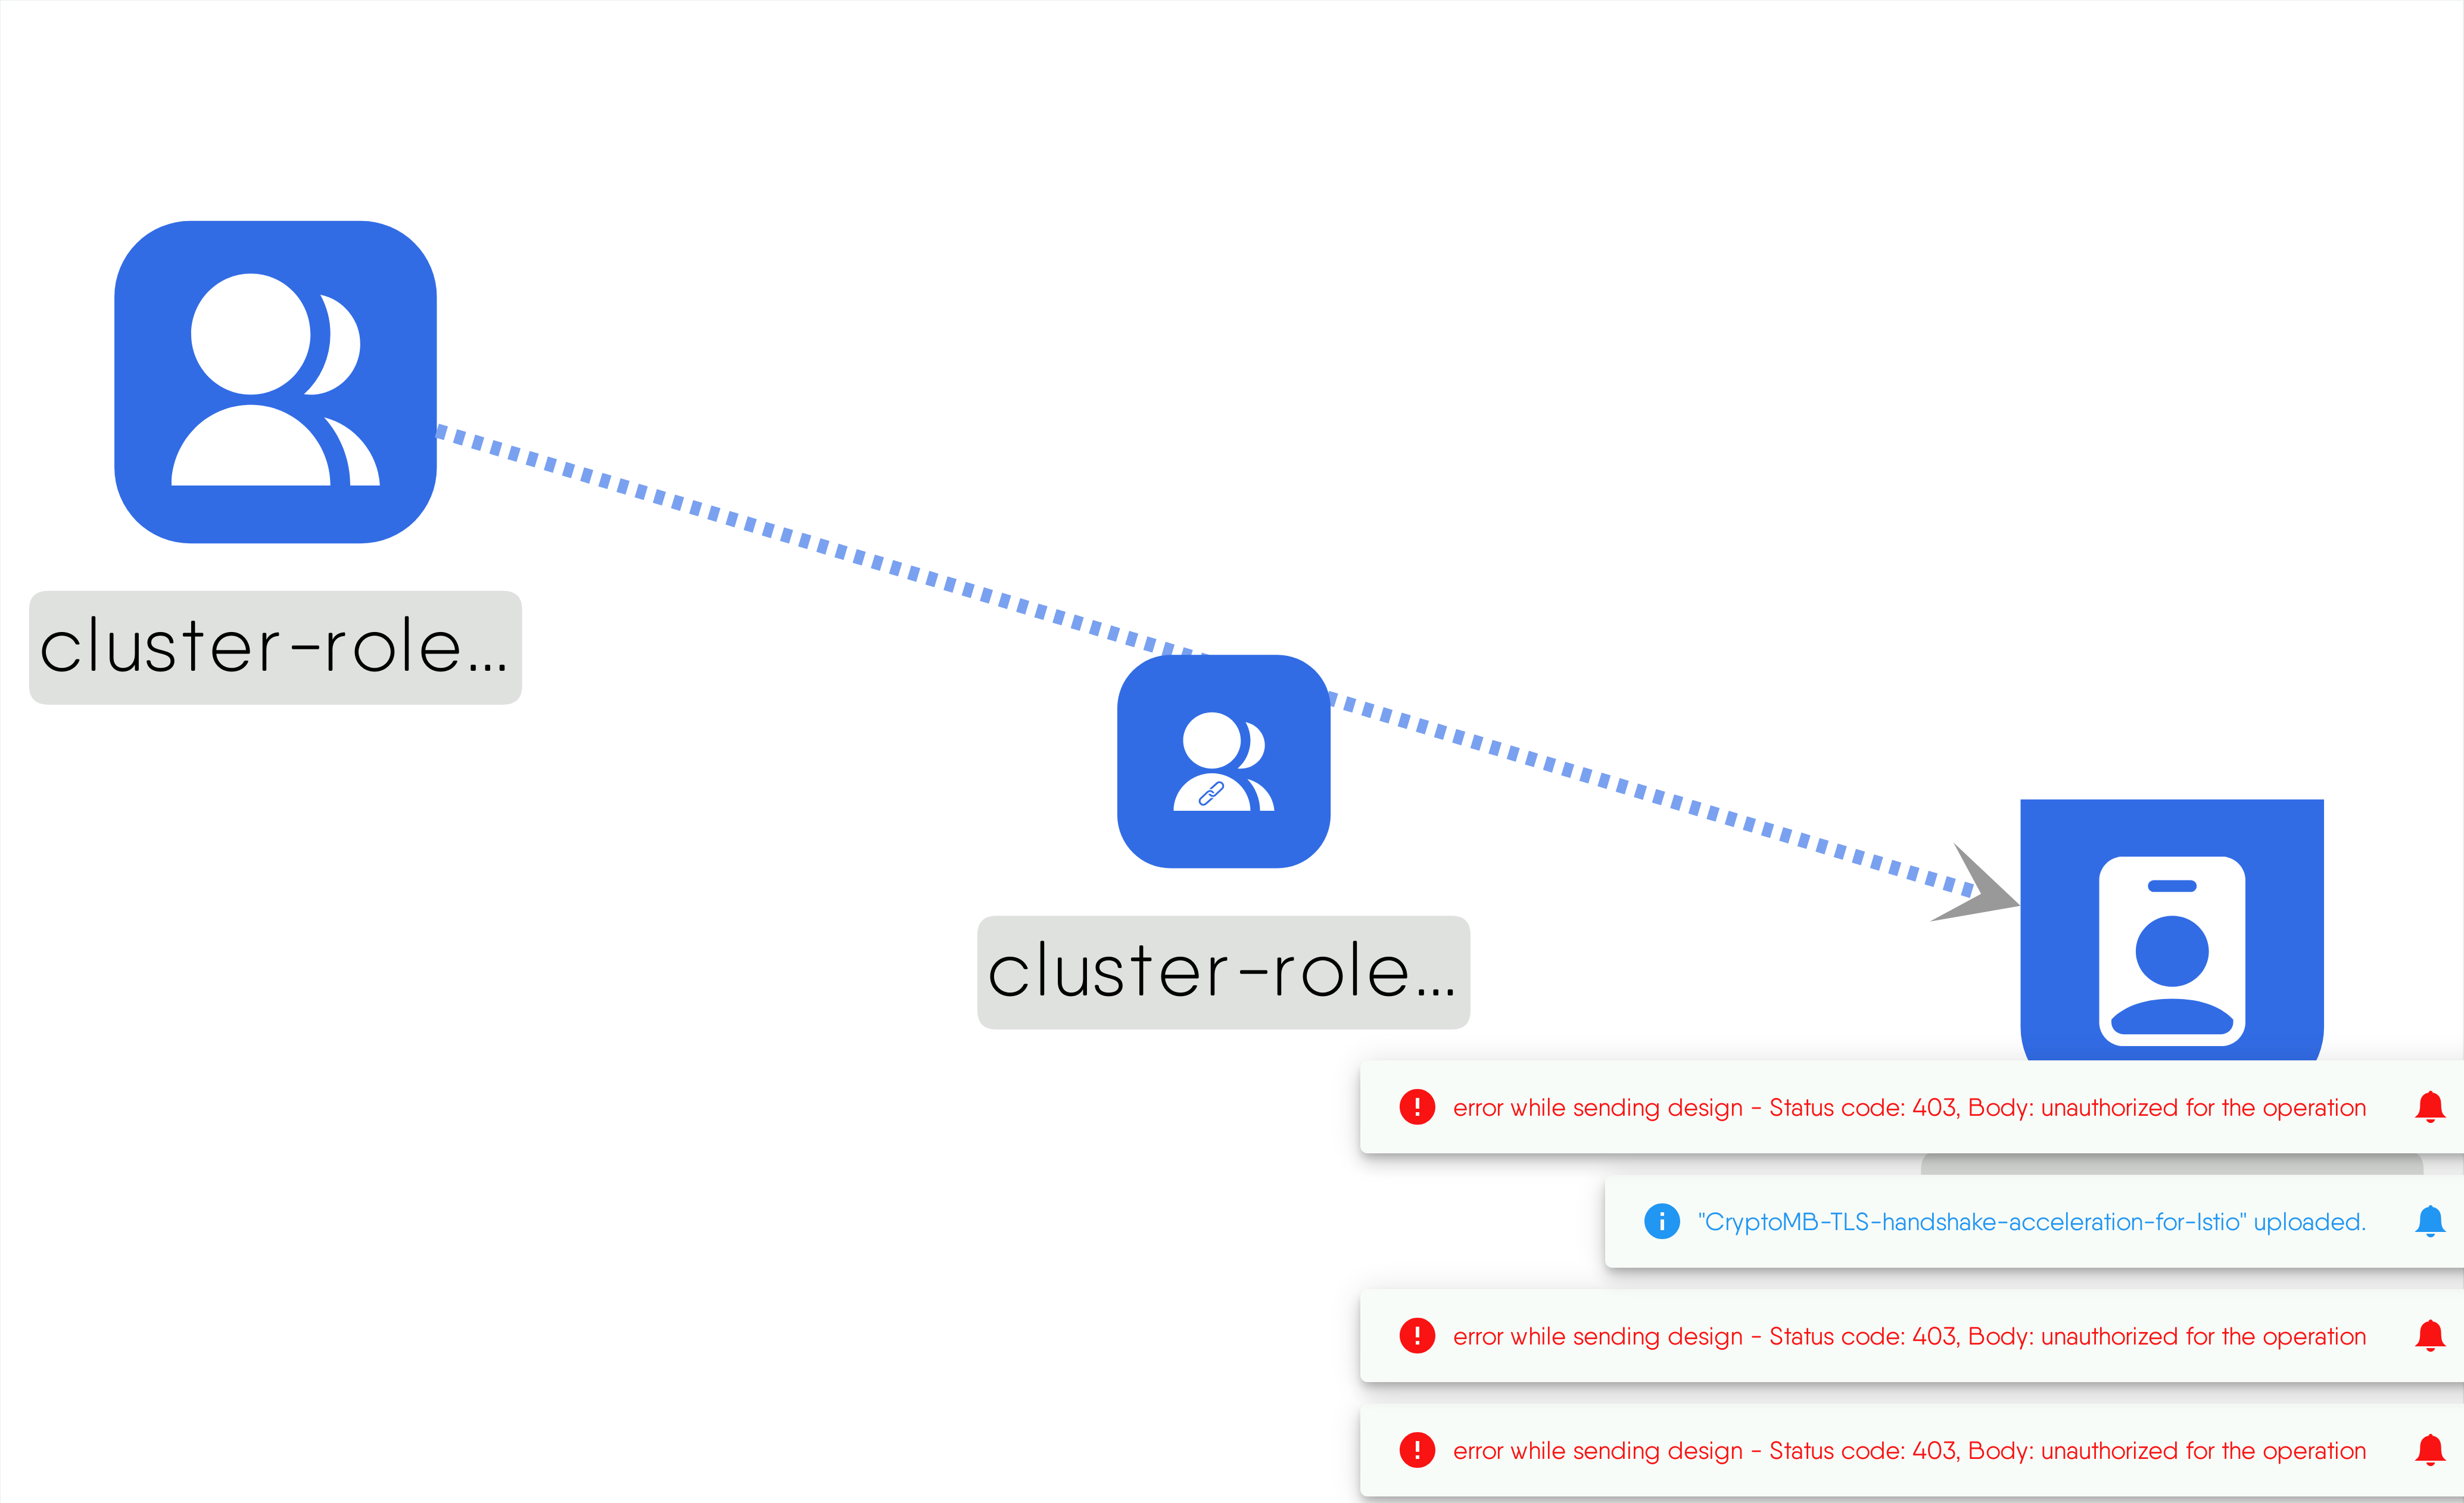 cluster-role...
cluster-role...
error while sending design - Status code: 403, Body: unauthorized for the operation
"CryptoMB-TLS-handshake-acceleration-for-Istio" uploaded.
error while sending design - Status code: 403, Body: unauthorized for the operation
error while sending design - Status code: 403, Body: unauthorized for the operation